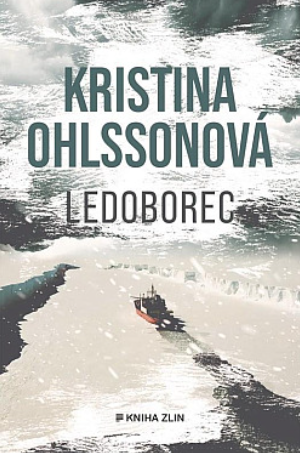 KRISTINA
OHLSSONOVÁ
LEDOBOREC
KNIHA ZLIN